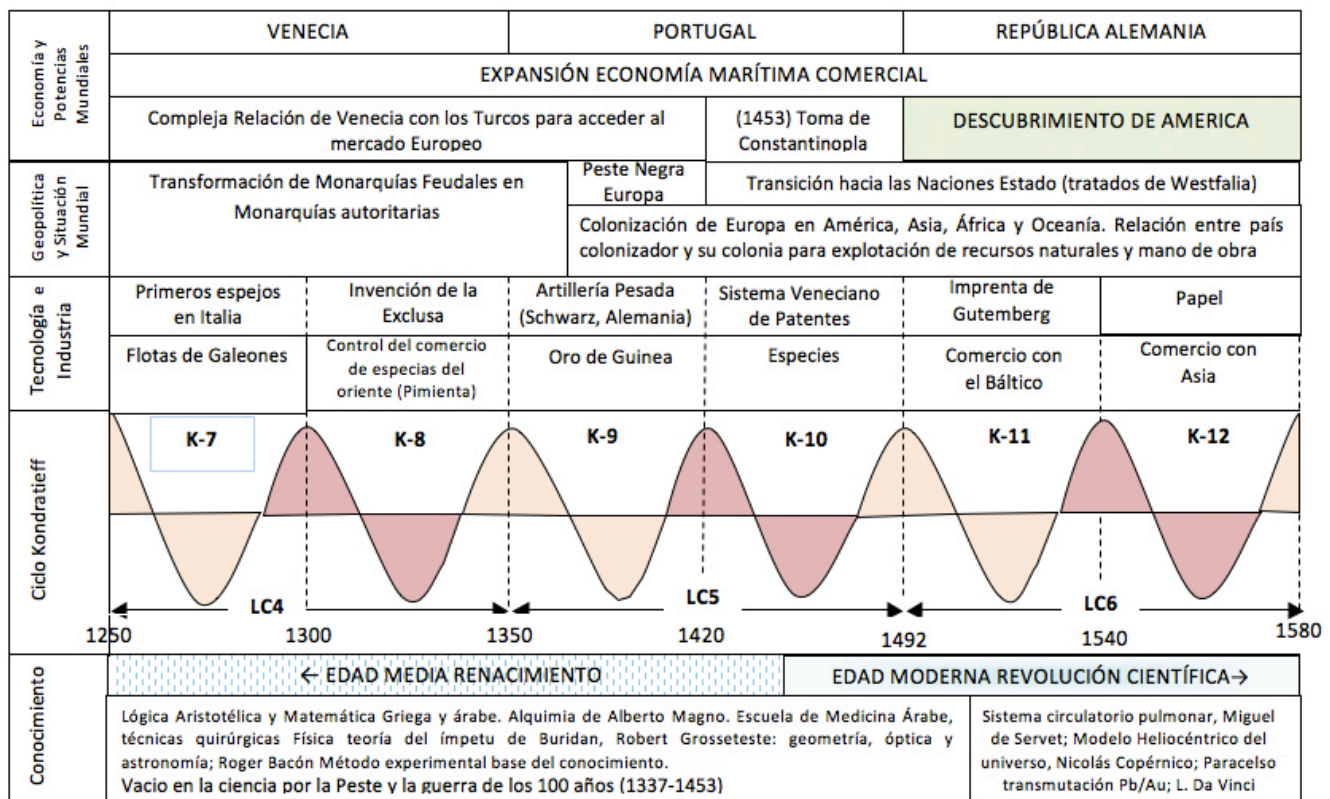 Economía y
Potencias
Mundiales
VENECIA
PORTUGAL
REPÚBLICA ALEMANIA
EXPANSIÓN ECONOMÍA MARÍTIMA COMERCIAL
Compleja Relación de Venecia con los Turcos para acceder al
mercado Europeo
(1453) Toma de
Constantinopla
DESCUBRIMIENTO DE AMERICA
Geopolítica
y Situación
Mundial
Transformación de Monarquías Feudales en
Monarquías autoritarias
Peste Negra
Europa
Transición hacia las Naciones Estado (tratados de Westfalia)
Colonización de Europa en América, Asia, África y Oceanía. Relación entre país
colonizador y su colonia para explotación de recursos naturales y mano de obra
Tecnología e
Industria
Primeros espejos
en Italia
Invención de la
Exclusa
Artillería Pesada
(Schwarz, Alemania)
Sistema Veneciano
de Patentes
Imprenta de
Gutemberg
Papel
Flotas de Galeones
Control del comercio
de especias del
oriente (Pimienta)
Oro de Guinea
Especies
Comercio con
el Báltico
Comercio con
Asia
Ciclo Kondratieff
K-7
K-8
K-9
K-10
K-11
K-12
LC4
LC5
LC6
1250
1300
1350
1420
1492
1540
1580
Conocimiento
← EDAD MEDIA RENACIMIENTO
EDAD MODERNA REVOLUCIÓN CIENTÍFICA→
Lógica Aristotélica y Matemática Griega y árabe. Alquimia de Alberto Magno. Escuela de Medicina Árabe,
técnicas quirúrgicas Física teoría del ímpetu de Buridan, Robert Grosseteste: geometría, óptica y
astronomía; Roger Bacón Método experimental base del conocimiento.
Vacio en la ciencia por la Peste y la guerra de los 100 años (1337-1453)
Sistema circulatorio pulmonar, Miguel
de Servet; Modelo Heliocéntrico del
universo, Nicolás Copérnico; Paracelso
transmutación Pb/Au; L. Da Vinci